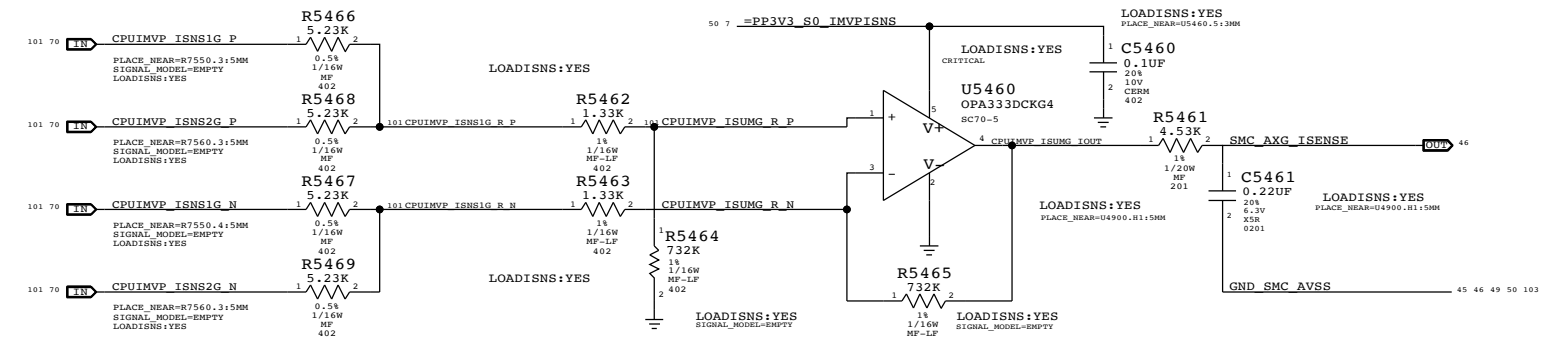 R5466
5.23K
101 70 IN CPUIMVP_ISNS1G_P 1 2
PLACE_NEAR=R7550.3:5MM
SIGNAL_MODEL=EMPTY
LOADISNS:YES
0.5%
1/16W
MF
402
R5468
5.23K
101 70 IN CPUIMVP_ISNS2G_P 1 2
PLACE_NEAR=R7560.3:5MM
SIGNAL_MODEL=EMPTY
LOADISNS:YES
0.5%
1/16W
MF
402
R5467
5.23K
101 70 IN CPUIMVP_ISNS1G_N 1 2
PLACE_NEAR=R7550.4:5MM
SIGNAL_MODEL=EMPTY
LOADISNS:YES
0.5%
1/16W
MF
402
R5469
5.23K
101 70 IN CPUIMVP_ISNS2G_N 1 2
PLACE_NEAR=R7560.3:5MM
SIGNAL_MODEL=EMPTY
LOADISNS:YES
0.5%
1/16W
MF
402
LOADISNS:YES
R5462
1.33K
101 CPUIMVP_ISNS1G_R_P 1 2
1%
1/16W
MF-LF
402
R5463
1.33K
101 CPUIMVP_ISNS1G_R_N 1 2
1%
1/16W
MF-LF
402
LOADISNS:YES
CPUIMVP_ISUMG_R_P
CPUIMVP_ISUMG_R_N
1
R5464
732K
1%
1/16W
MF-LF
402
2
LOADISNS:YES
SIGNAL_MODEL=EMPTY
50 7 =PP3V3_S0_IMVPISNS
LOADISNS:YES
CRITICAL
U5460
OPA333DCKG4
SC70-5
1 + 5
V+
4
3 - V-
2
CPUIMVP_ISUMG_IOUT
R5465
732K
1 2
1%
1/16W
MF-LF
LOADISNS:YES
SIGNAL_MODEL=EMPTY
LOADISNS:YES
PLACE_NEAR=U5460.5:3MM
1
C5460
0.1UF
20%
10V
CERM
402
2
R5461
4.53K
1 2
1%
1/20W
MF
201
LOADISNS:YES
PLACE_NEAR=U4900.H1:5MM
SMC_AXG_ISENSE OUT 46
1
C5461
0.22UF
20%
6.3V
X5R
0201
2
LOADISNS:YES
PLACE_NEAR=U4900.H1:5MM
GND_SMC_AVSS 45 46 49 50 103